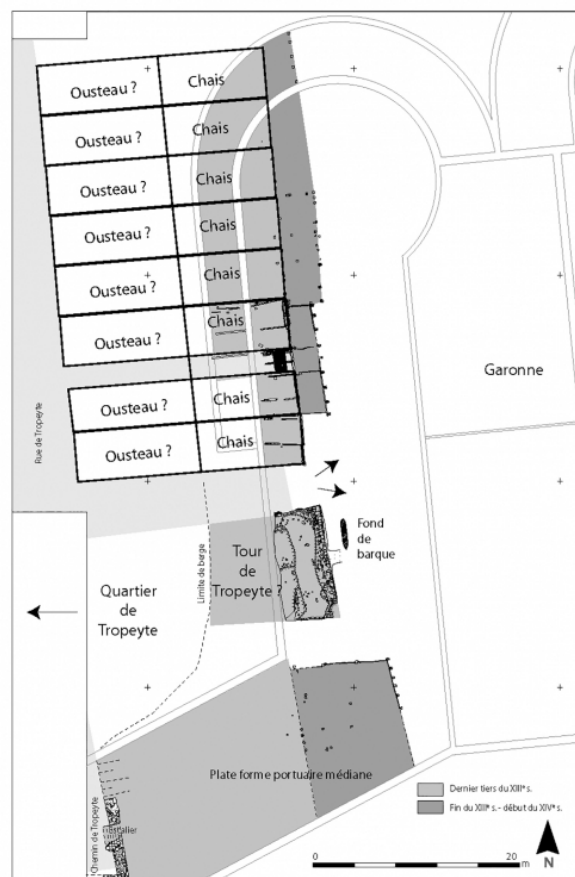 Ousteau ?
Chais
Ousteau ?
Chais
Ousteau ?
Chais
Ousteau ?
Chais
Ousteau ?
Chais
Ousteau ?
Chais
Ousteau ?
Chais
Ousteau ?
Chais
Garonne
Rue de Tropeyte
Limite de berge
Tour
de
Tropeyte ?
Fond
de
barque
Quartier
de
Tropeyte
Plate forme portuaire médiane
Chemin de Tropeyte
Dernier tiers du XIIIe s.
Fin du XIIIe s. - début du XIVe s.
0
20
m
N